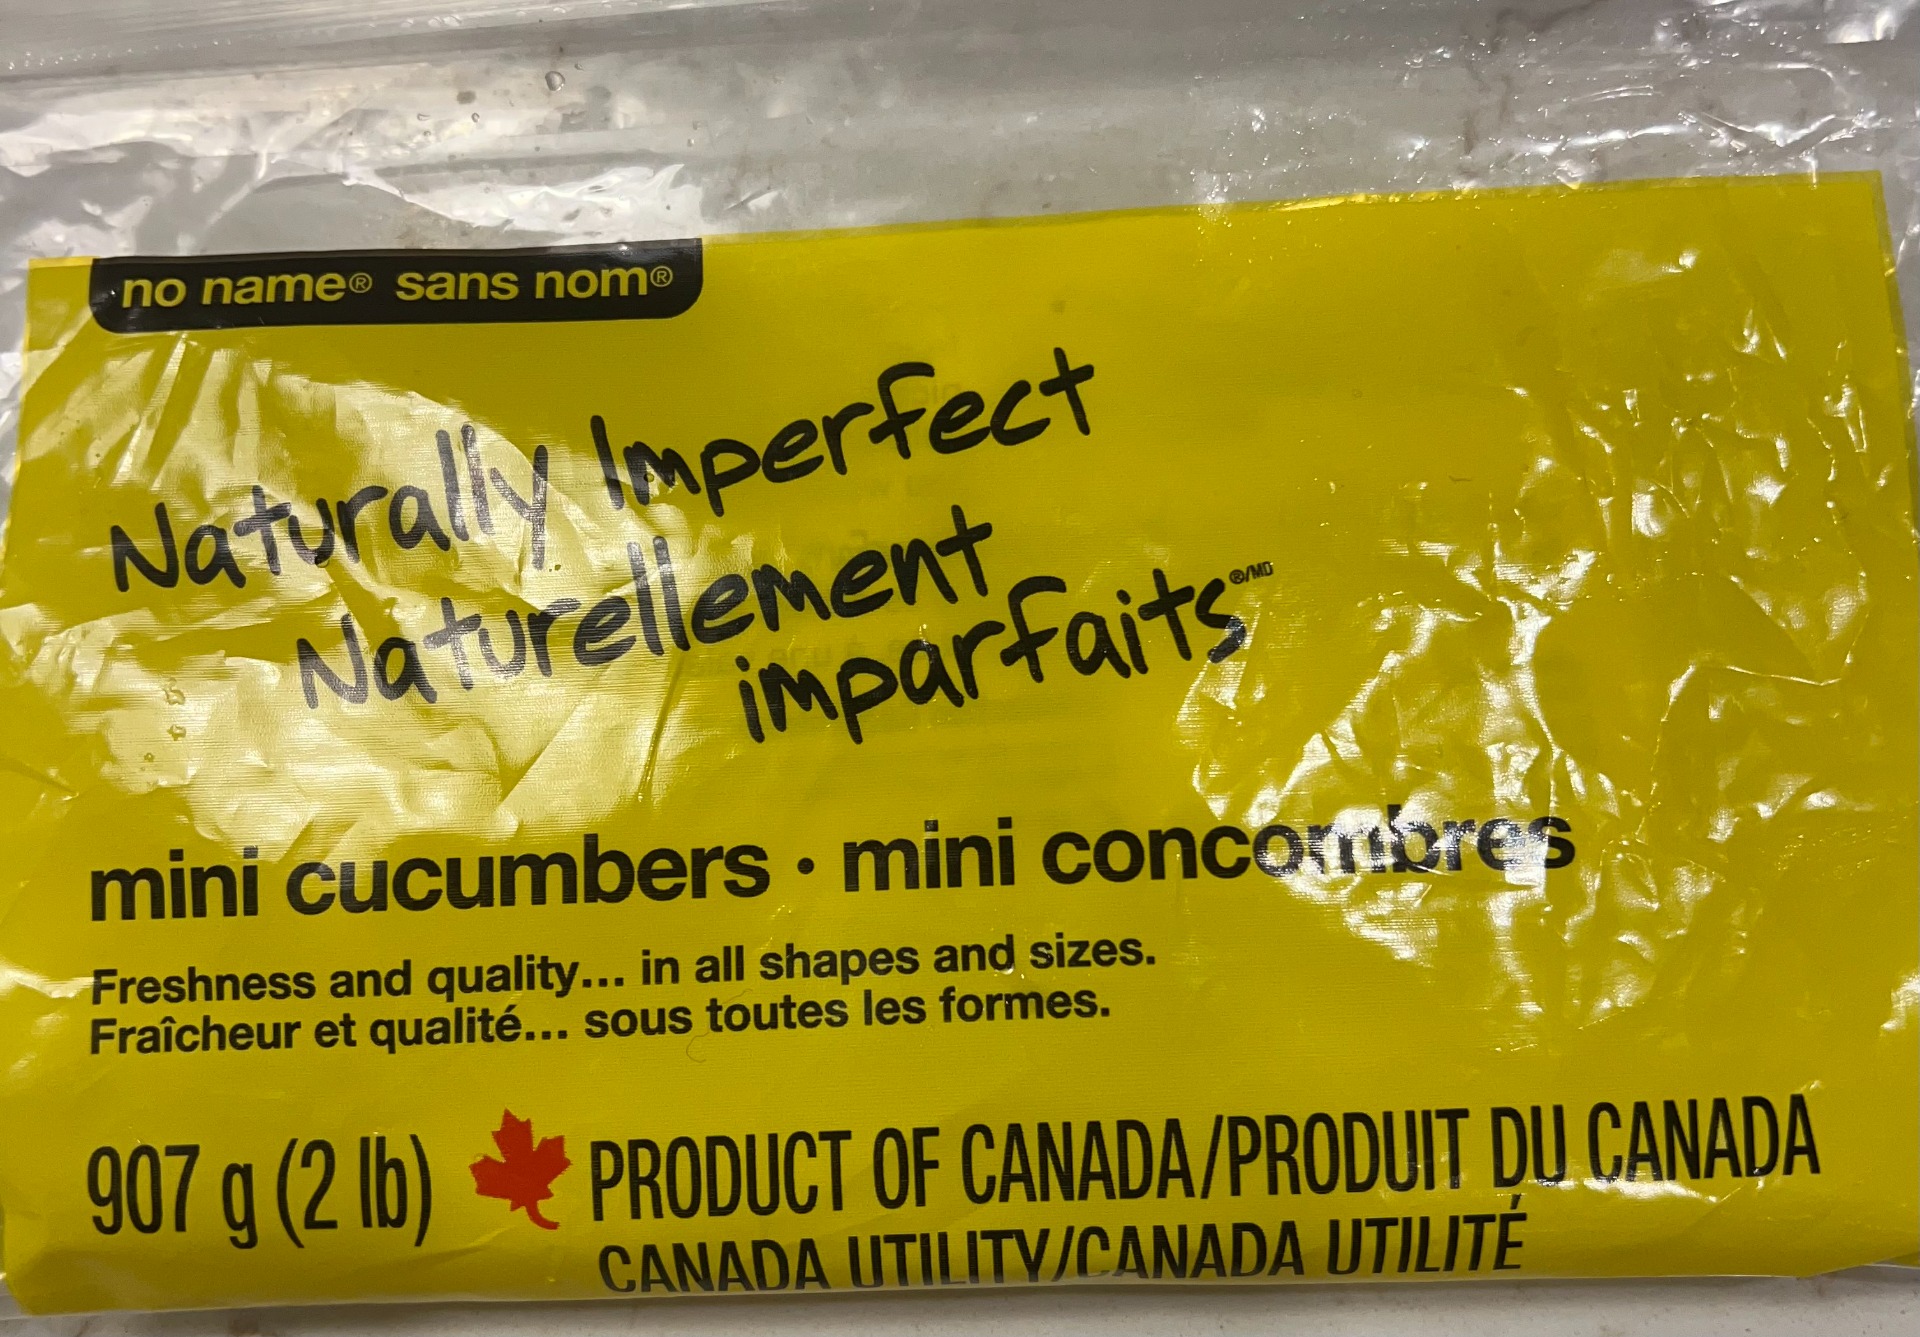 no name® sans nom®
Naturally Imperfect
Naturellement
imparfaits®/MD
mini cucumbers • mini concombres
Freshness and quality... in all shapes and sizes.
Fraîcheur et qualité... sous toutes les formes.
907 g (2 lb) PRODUCT OF CANADA/PRODUIT DU CANADA
CANADA UTILITY/CANADA UTILITÉ